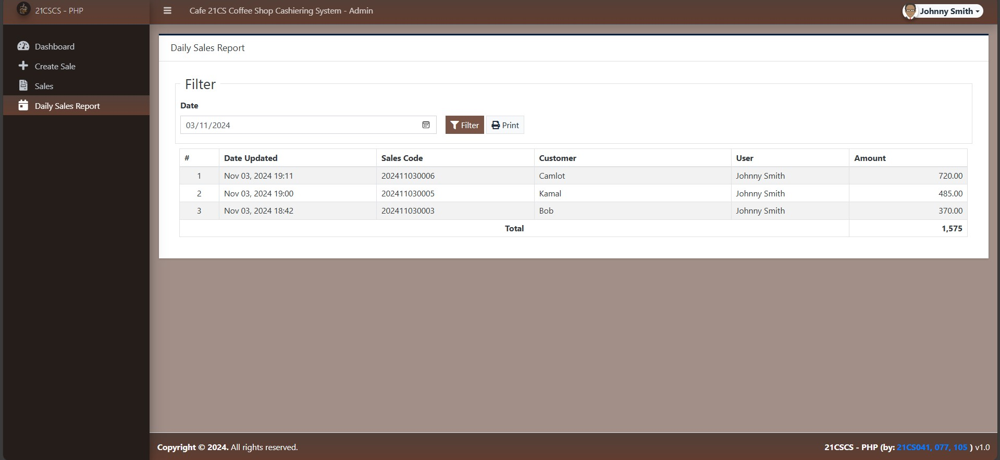 21CSCS - PHP
Cafe 21CS Coffee Shop Cashiering System - Admin
Johnny Smith
Dashboard
Create Sale
Sales
Daily Sales Report
Daily Sales Report
Filter
Date
03/11/2024 Filter Print
# Date Updated Sales Code Customer User Amount
1 Nov 03, 2024 19:11 202411030006 Camlot Johnny Smith 720.00
2 Nov 03, 2024 19:00 202411030005 Kamal Johnny Smith 485.00
3 Nov 03, 2024 18:42 202411030003 Bob Johnny Smith 370.00
Total 1,575
Copyright © 2024. All rights reserved.
21CSCS - PHP (by: 21CS041, 077, 105 ) v1.0